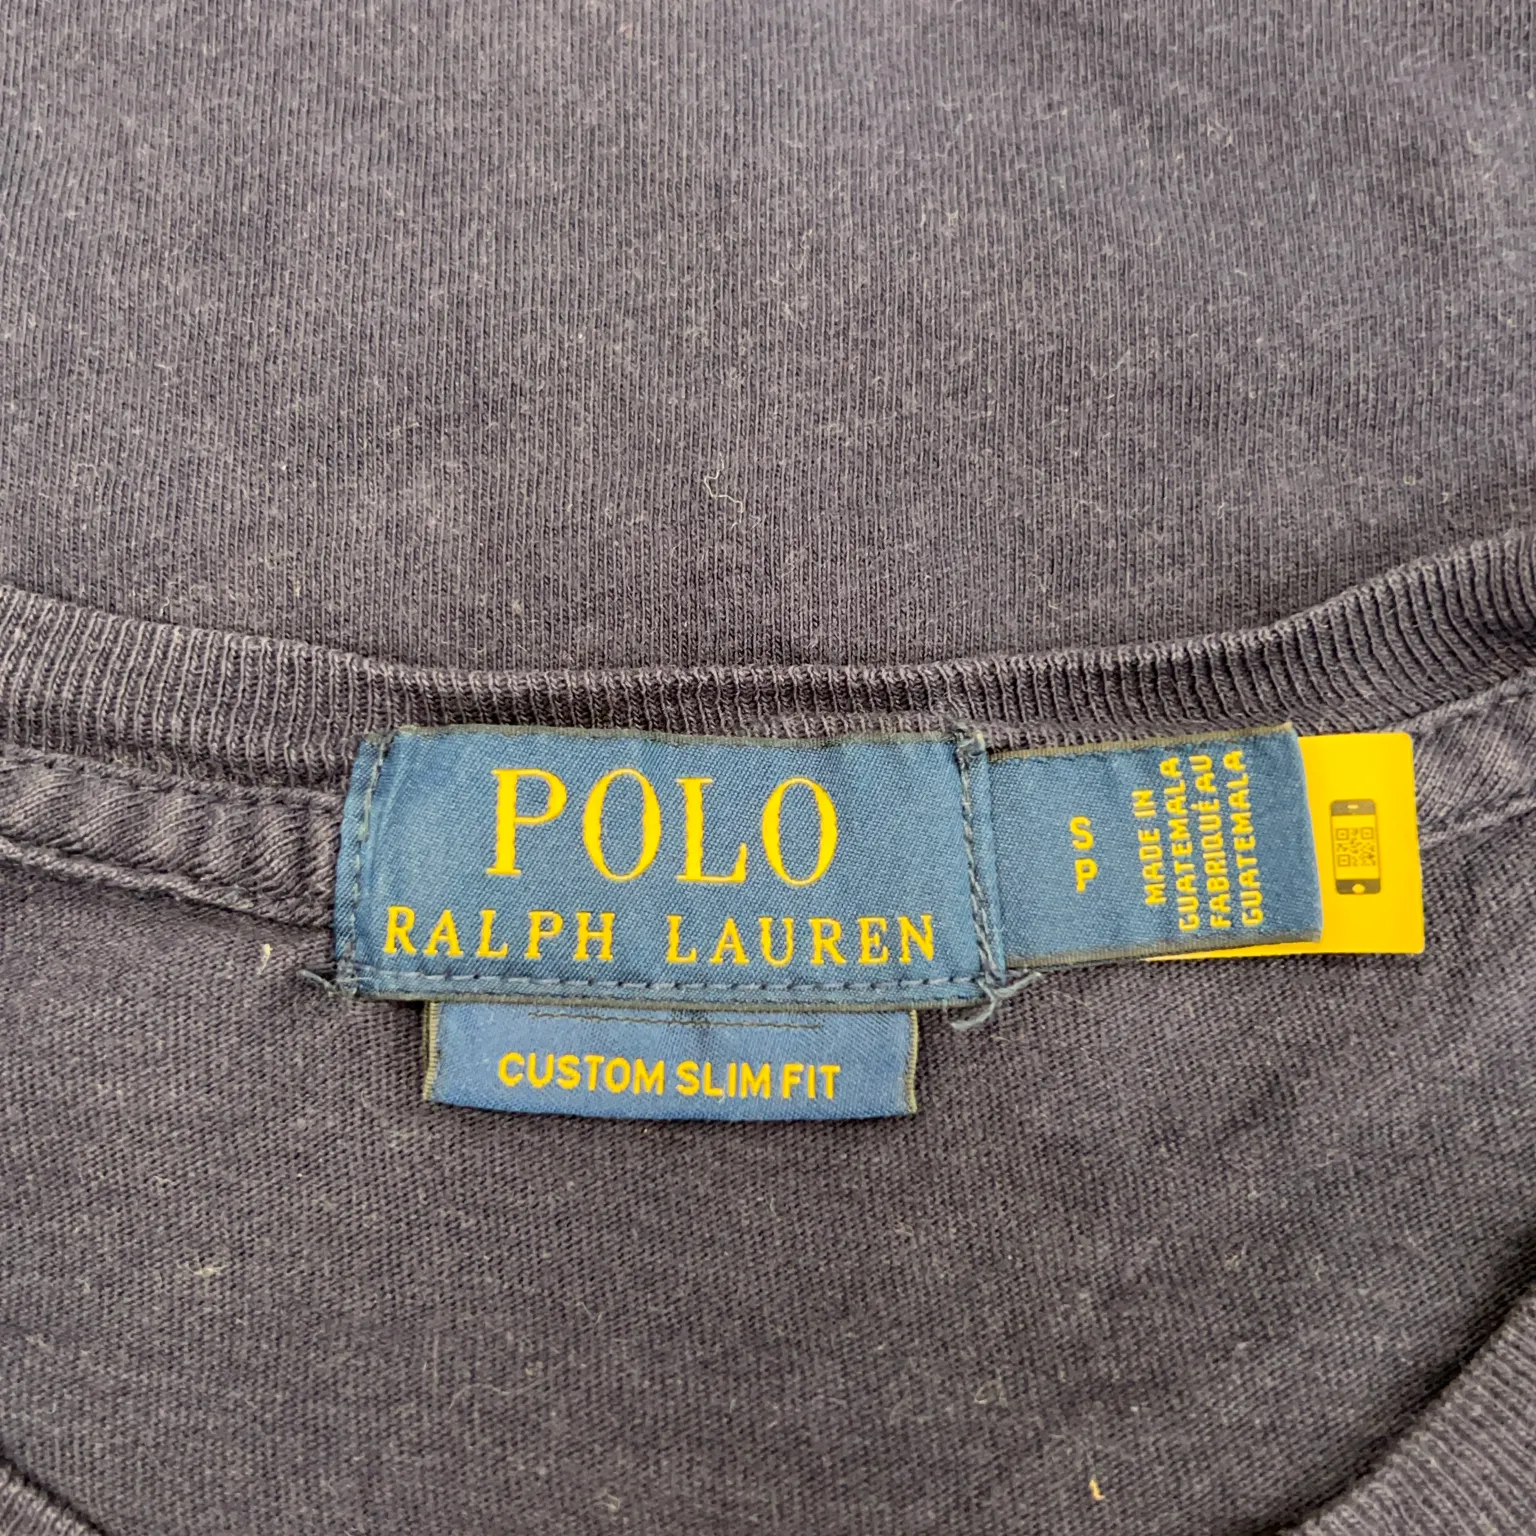 POLO
RALPH LAUREN
CUSTOM SLIM FIT
S
P
MADE IN
GUATEMALA
FABRIQUÉ AU
GUATEMALA